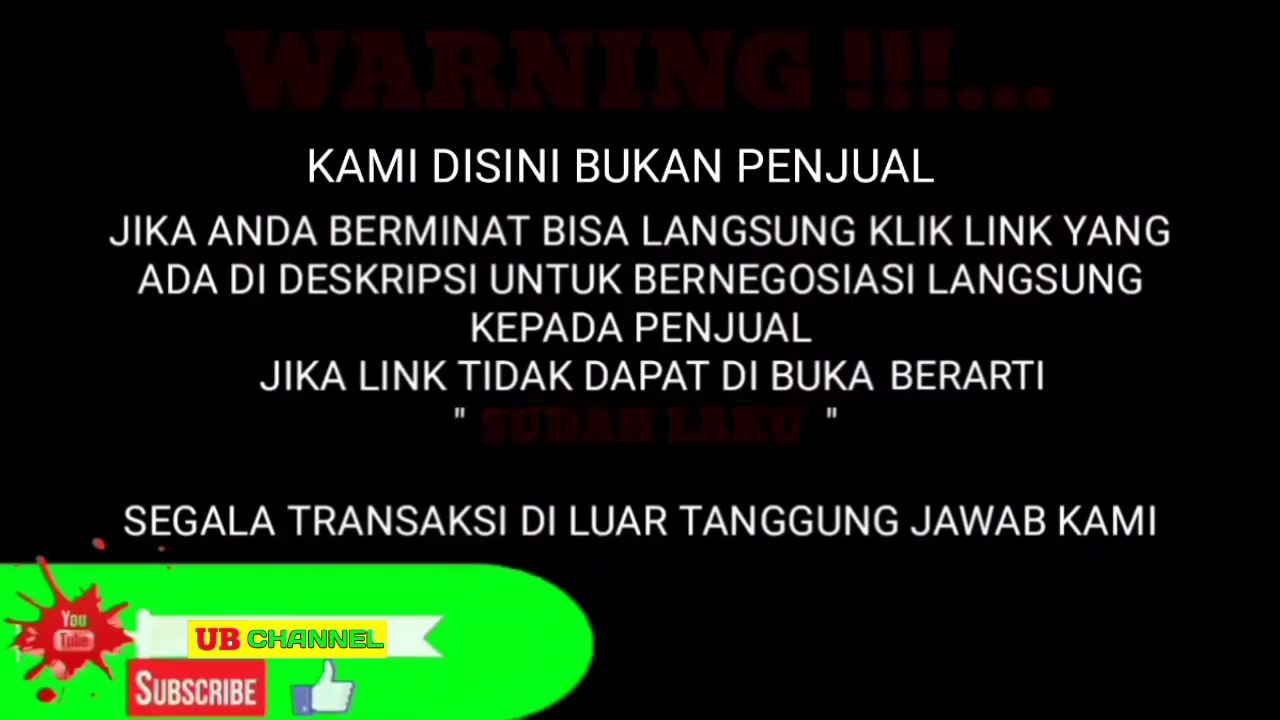 WARNING !!!...
KAMI DISINI BUKAN PENJUAL
JIKA ANDA BERMINAT BISA LANGSUNG KLIK LINK YANG
ADA DI DESKRIPSI UNTUK BERNEGOSIASI LANGSUNG
KEPADA PENJUAL
JIKA LINK TIDAK DAPAT DI BUKA BERARTI
" SUDAH LAKU "
SEGALA TRANSAKSI DI LUAR TANGGUNG JAWAB KAMI
You
Tube
UB CHANNEL
SUBSCRIBE